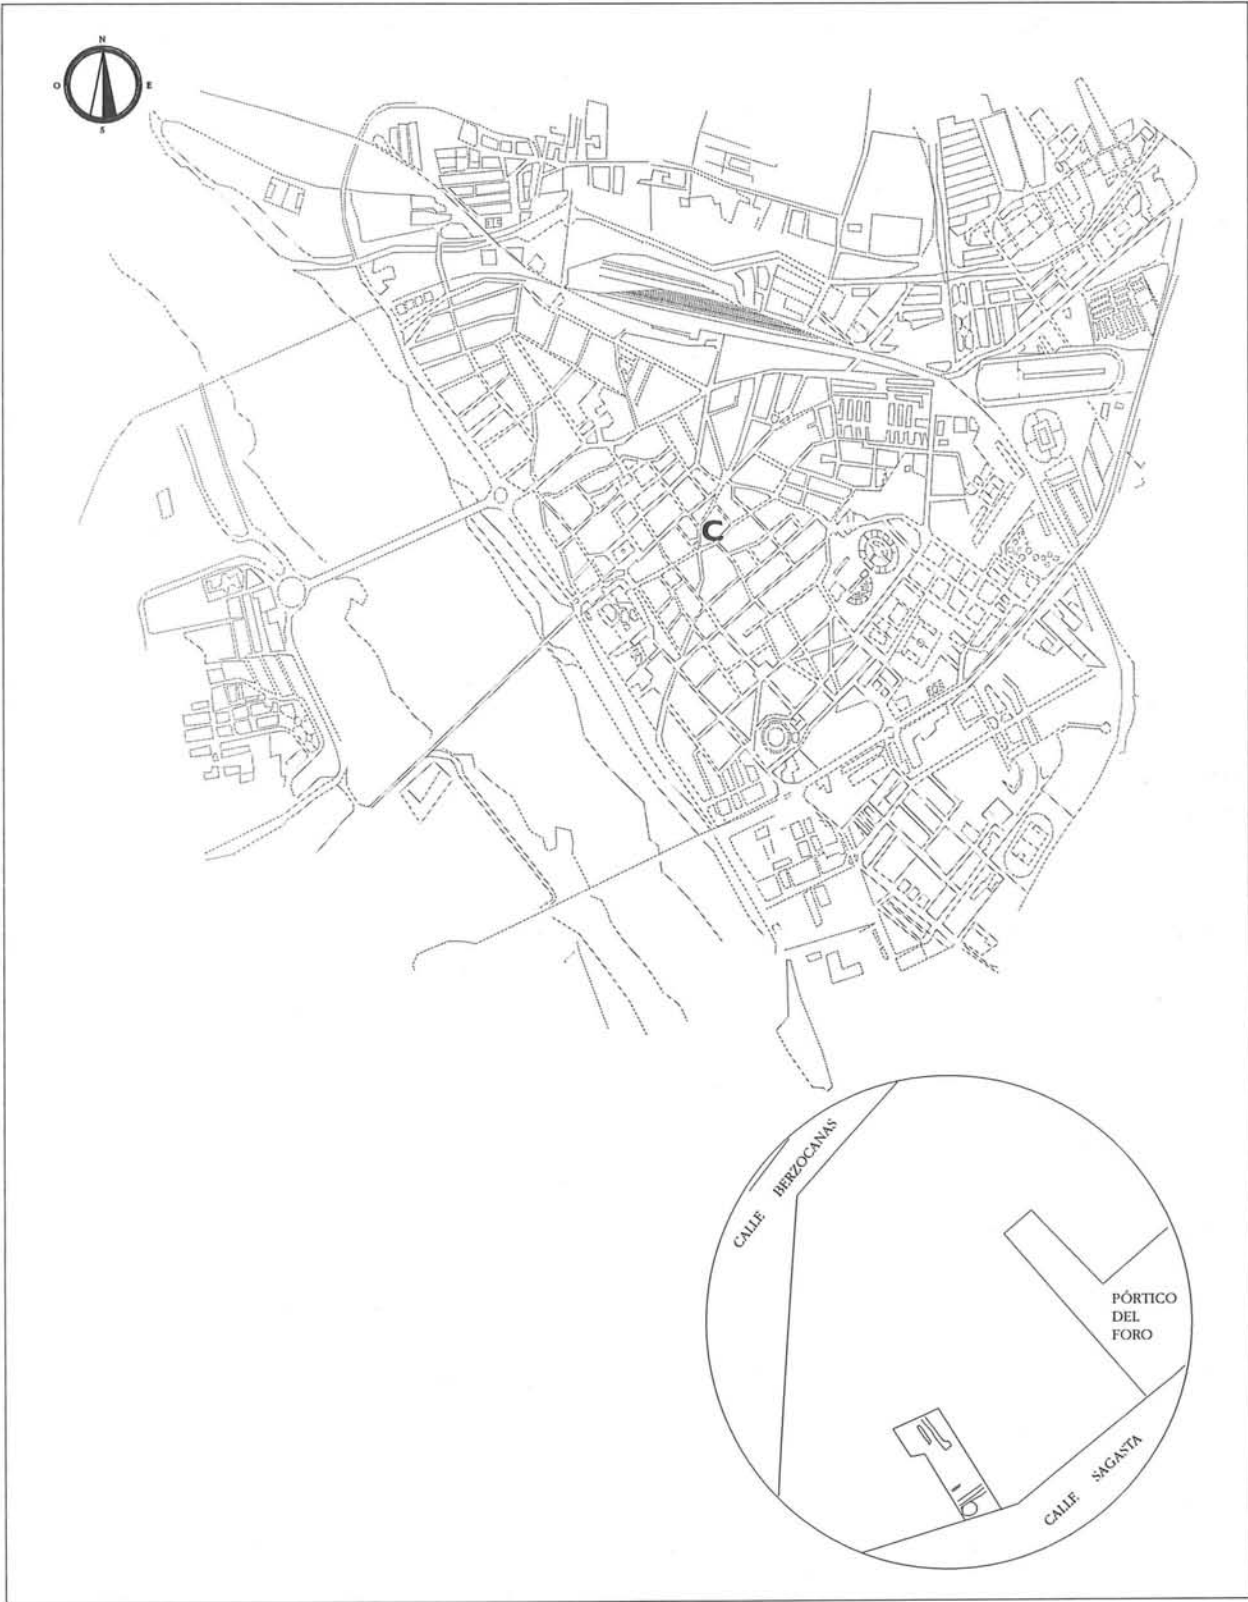 N
O E
S
C
CALLE BERZOCANAS
PÓRTICO
DEL
FORO
CALLE SAGASTA